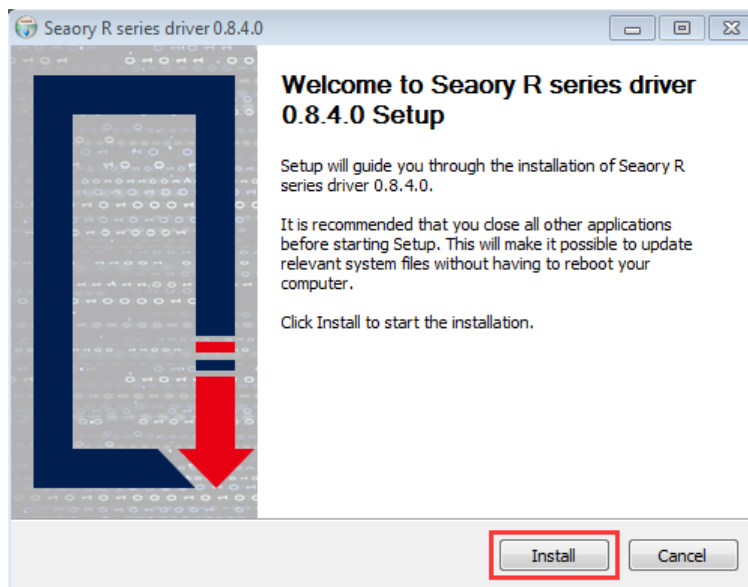 Seaory R series driver 0.8.4.0
Welcome to Seaory R series driver
0.8.4.0 Setup
Setup will guide you through the installation of Seaory R
series driver 0.8.4.0.
It is recommended that you close all other applications
before starting Setup. This will make it possible to update
relevant system files without having to reboot your
computer.
Click Install to start the installation.
Install
Cancel